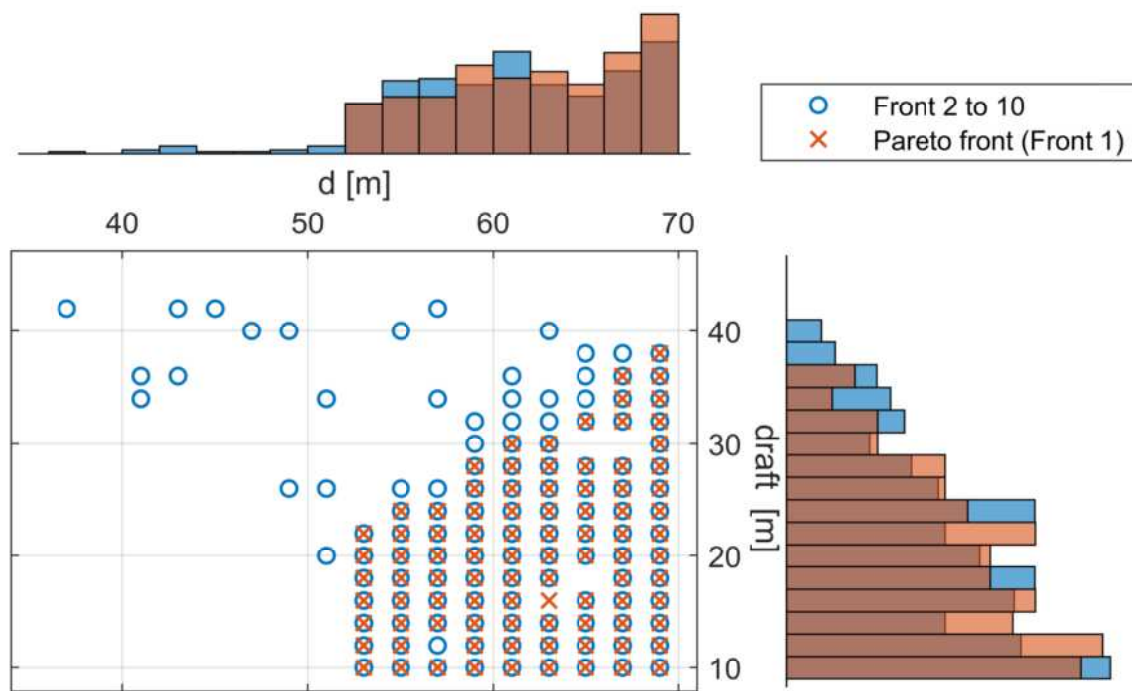 Front 2 to 10
Pareto front (Front 1)
d [m]
40 50 60 70
40
30
draft [m]
20
10